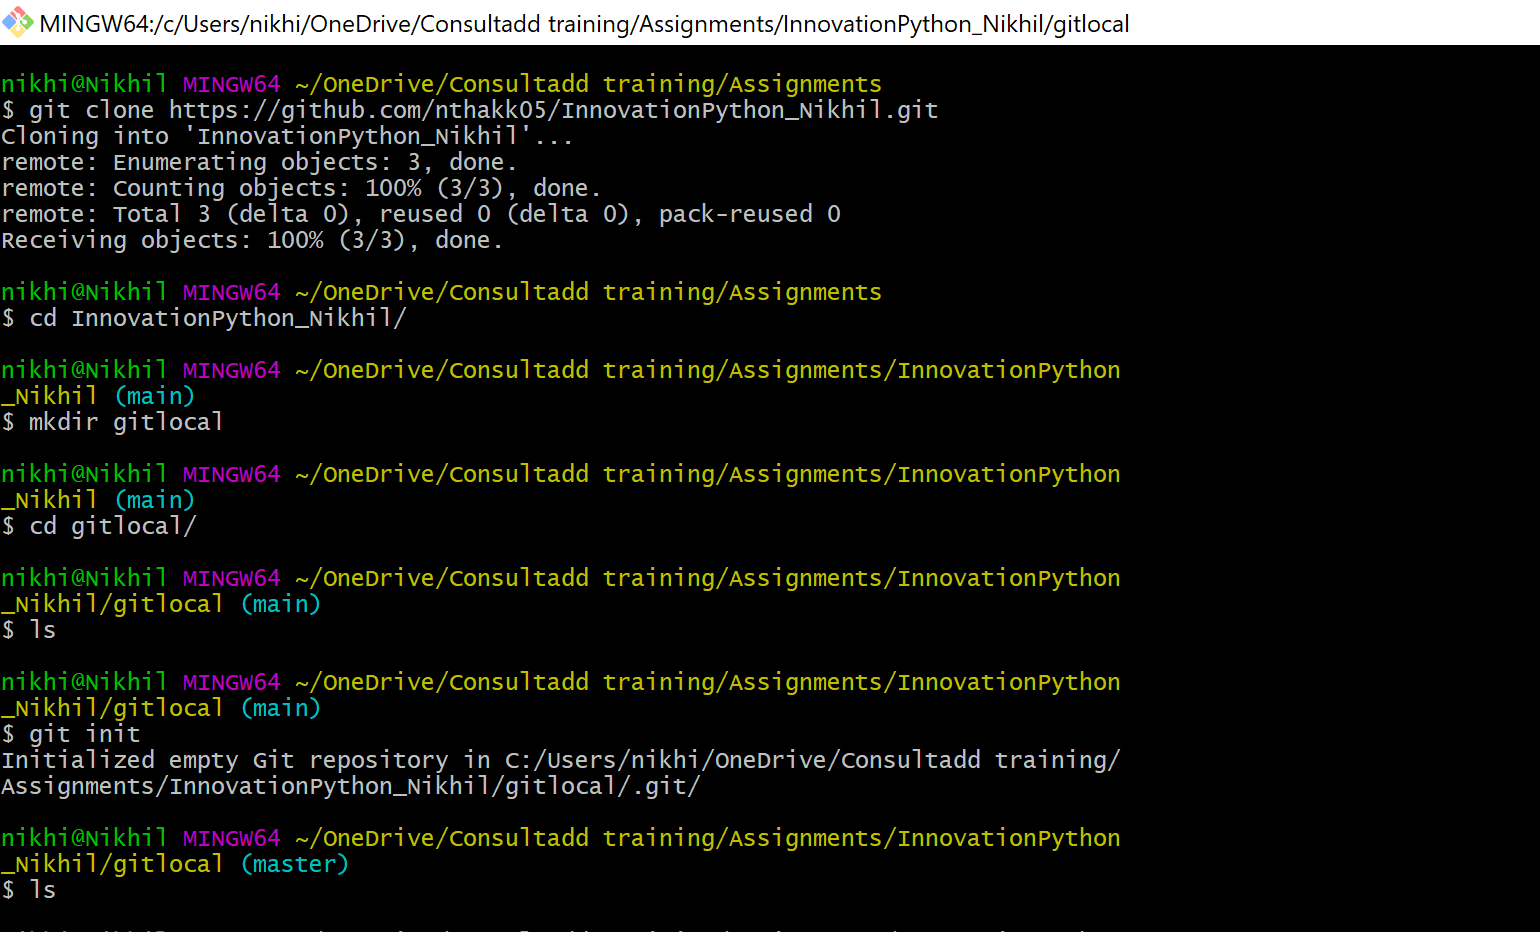 MINGW64:/c/Users/nikhi/OneDrive/Consultadd training/Assignments/InnovationPython_Nikhil/gitlocal
nikhi@Nikhil MINGW64 ~/OneDrive/Consultadd training/Assignments
$ git clone https://github.com/nthakk05/InnovationPython_Nikhil.git
Cloning into 'InnovationPython_Nikhil'...
remote: Enumerating objects: 3, done.
remote: Counting objects: 100% (3/3), done.
remote: Total 3 (delta 0), reused 0 (delta 0), pack-reused 0
Receiving objects: 100% (3/3), done.
nikhi@Nikhil MINGW64 ~/OneDrive/Consultadd training/Assignments
$ cd InnovationPython_Nikhil/
nikhi@Nikhil MINGW64 ~/OneDrive/Consultadd training/Assignments/InnovationPython
_Nikhil (main)
$ mkdir gitlocal
nikhi@Nikhil MINGW64 ~/OneDrive/Consultadd training/Assignments/InnovationPython
_Nikhil (main)
$ cd gitlocal/
nikhi@Nikhil MINGW64 ~/OneDrive/Consultadd training/Assignments/InnovationPython
_Nikhil/gitlocal (main)
$ ls
nikhi@Nikhil MINGW64 ~/OneDrive/Consultadd training/Assignments/InnovationPython
_Nikhil/gitlocal (main)
$ git init
Initialized empty Git repository in C:/Users/nikhi/OneDrive/Consultadd training/
Assignments/InnovationPython_Nikhil/gitlocal/.git/
nikhi@Nikhil MINGW64 ~/OneDrive/Consultadd training/Assignments/InnovationPython
_Nikhil/gitlocal (master)
$ ls